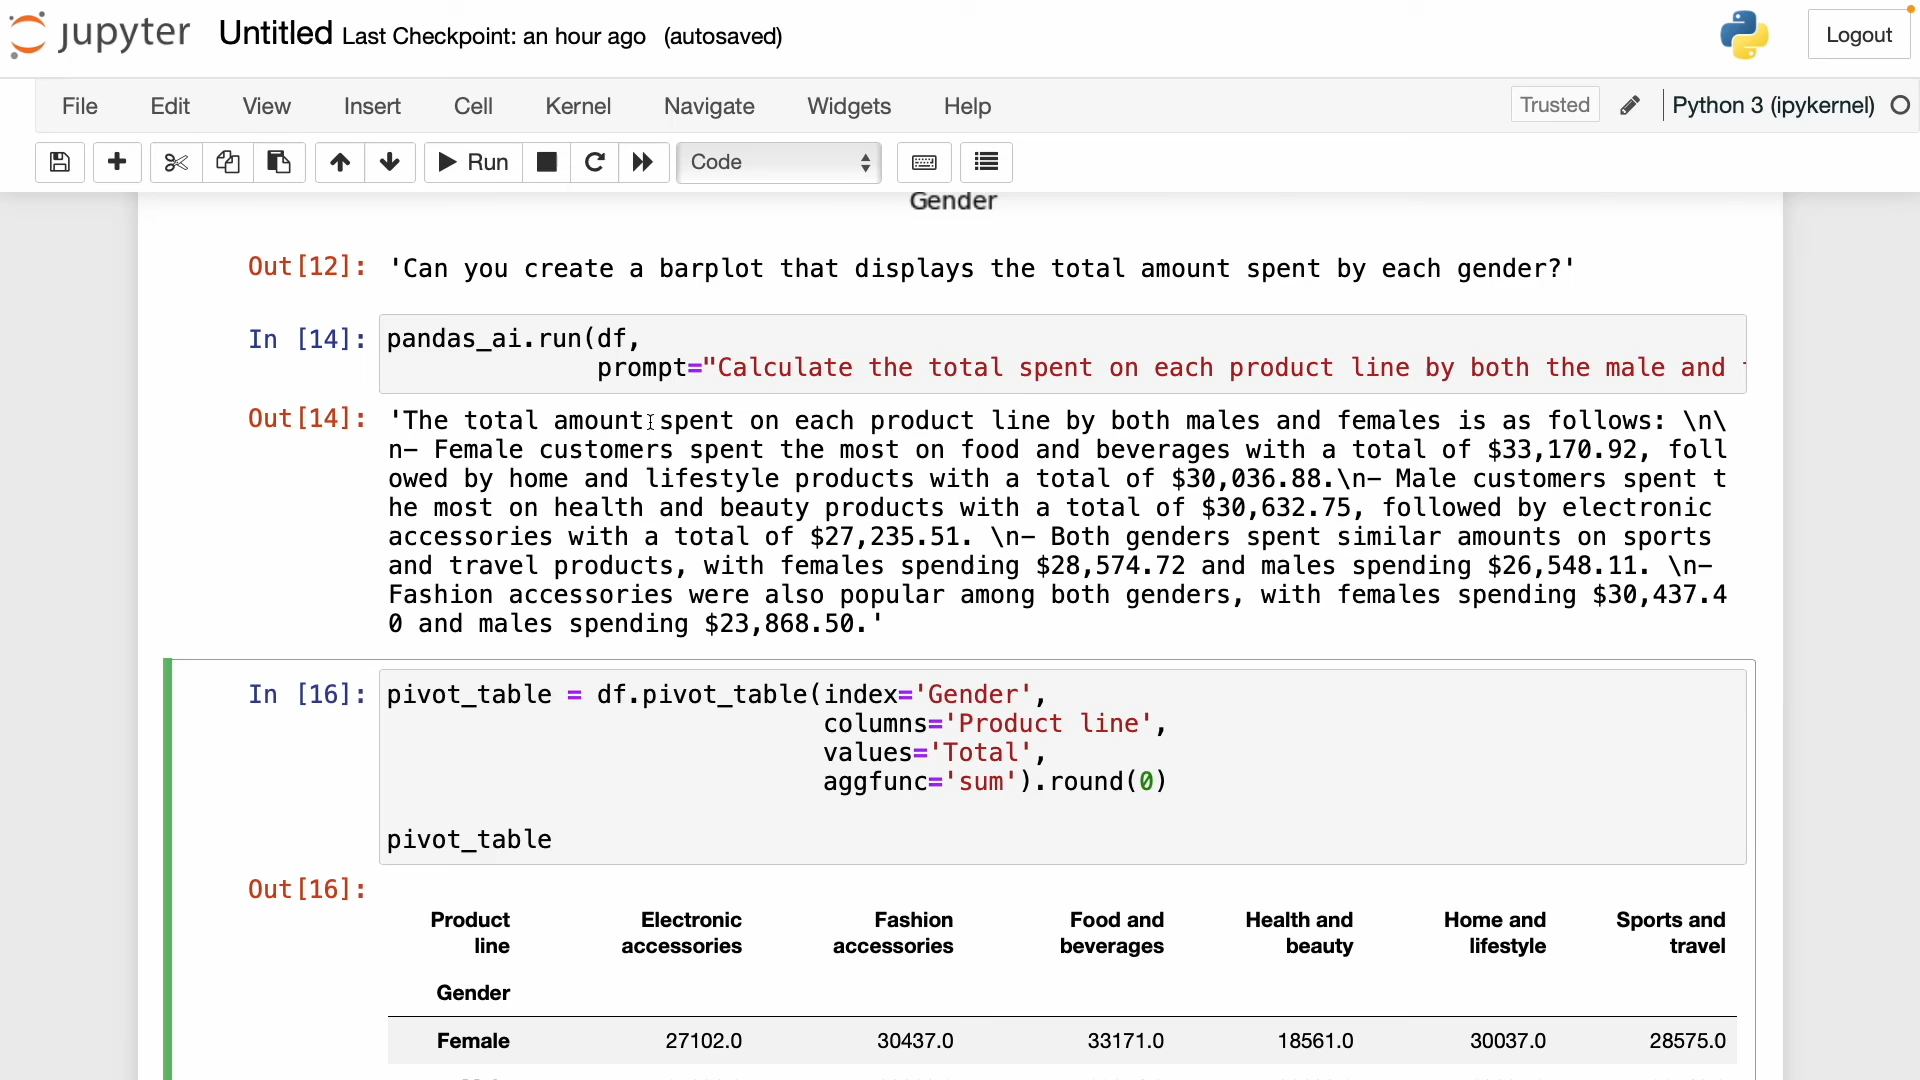 jupyter Untitled Last Checkpoint: an hour ago (autosaved) Logout
File Edit View Insert Cell Kernel Navigate Widgets Help Trusted Python 3 (ipykernel)
Run Code
Gender
Out[12]: 'Can you create a barplot that displays the total amount spent by each gender?'
In [14]: pandas_ai.run(df,
prompt="Calculate the total spent on each product line by both the male and
Out[14]: 'The total amount spent on each product line by both males and females is as follows: \n\
n- Female customers spent the most on food and beverages with a total of $33,170.92, foll
owed by home and lifestyle products with a total of $30,036.88.\n- Male customers spent t
he most on health and beauty products with a total of $30,632.75, followed by electronic
accessories with a total of $27,235.51. \n- Both genders spent similar amounts on sports
and travel products, with females spending $28,574.72 and males spending $26,548.11. \n-
Fashion accessories were also popular among both genders, with females spending $30,437.4
0 and males spending $23,868.50.'
In [16]: pivot_table = df.pivot_table(index='Gender',
columns='Product line',
values='Total',
aggfunc='sum').round(0)
pivot_table
Out[16]:
Product Electronic Fashion Food and Health and Home and Sports and
line accessories accessories beverages beauty lifestyle travel
Gender
Female 27102.0 30437.0 33171.0 18561.0 30037.0 28575.0